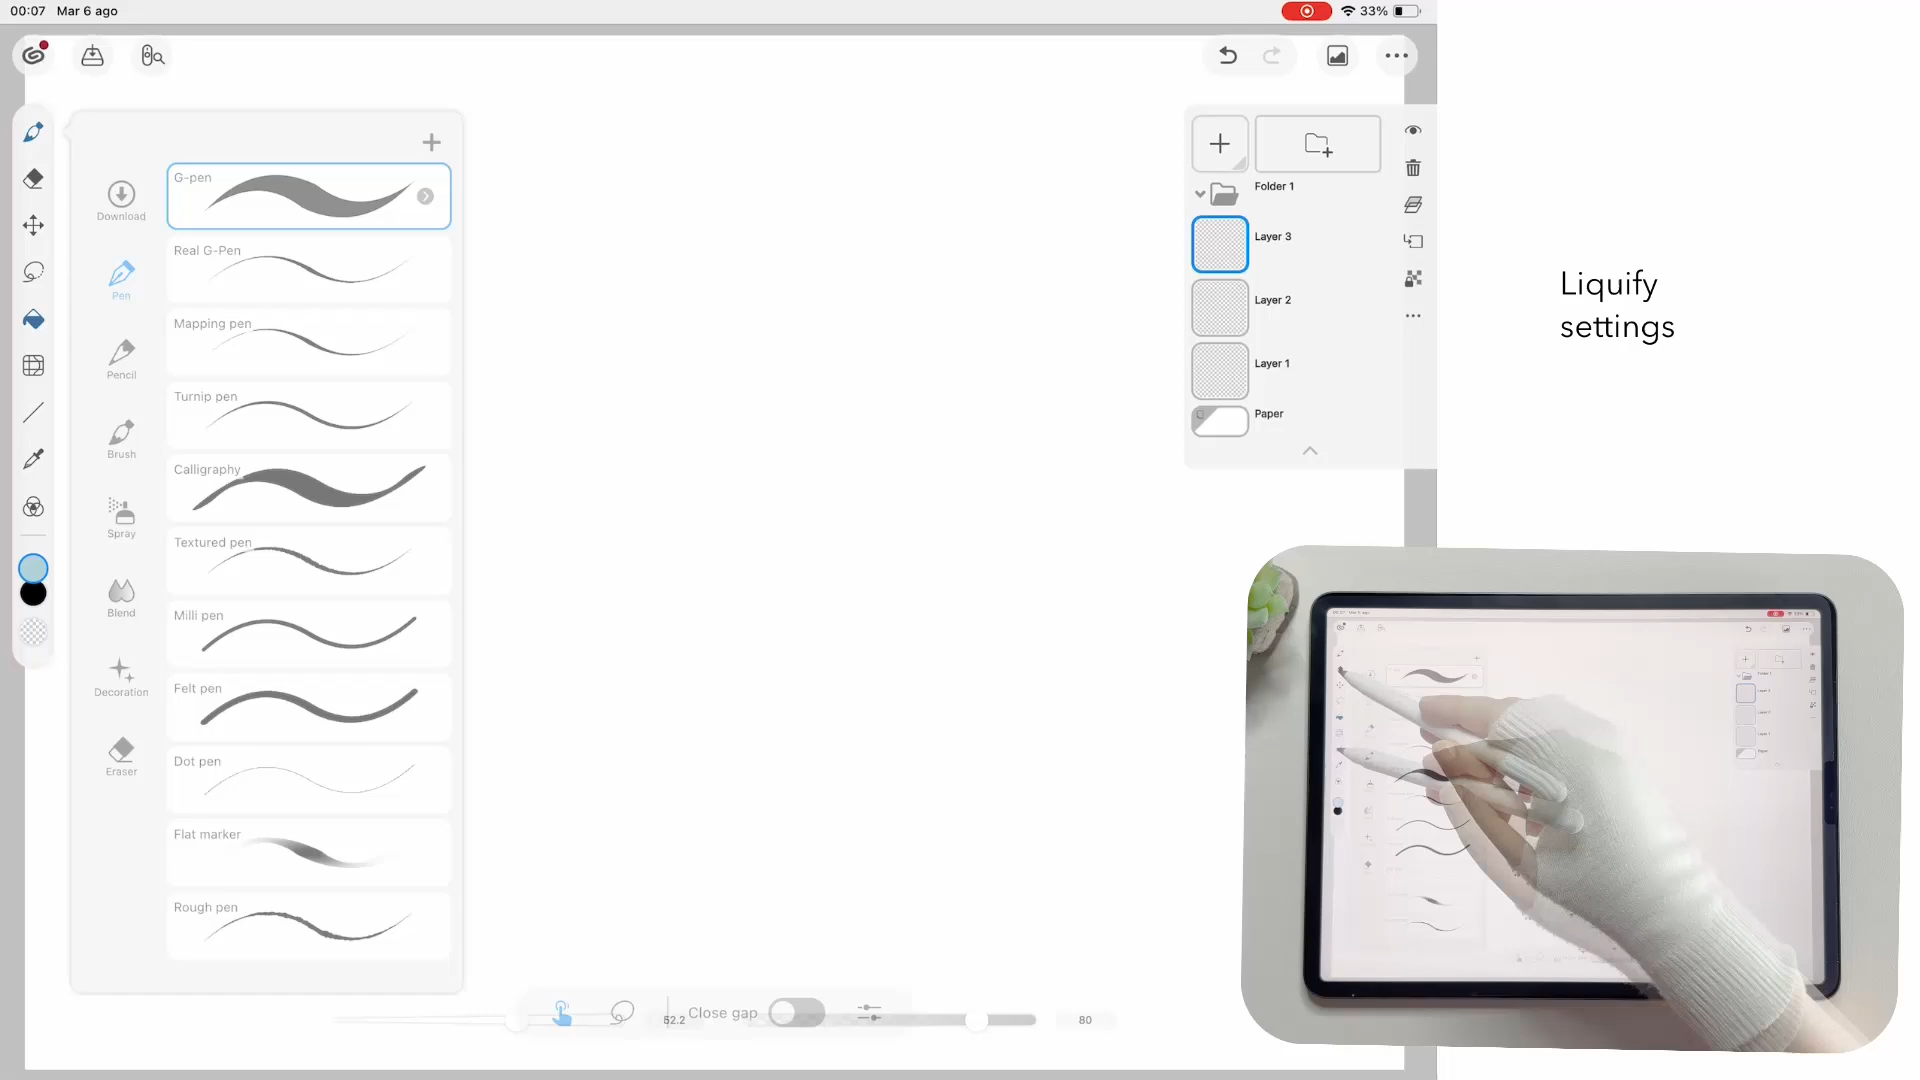 00:07 Mar 6 ago
33%
Download
Pen
Pencil
Brush
Spray
Blend
Decoration
Eraser
G-pen
Real G-Pen
Mapping pen
Turnip pen
Calligraphy
Textured pen
Milli pen
Felt pen
Dot pen
Flat marker
Rough pen
52.2
Close gap
80
Folder 1
Layer 3
Layer 2
Layer 1
Paper
Liquify
settings